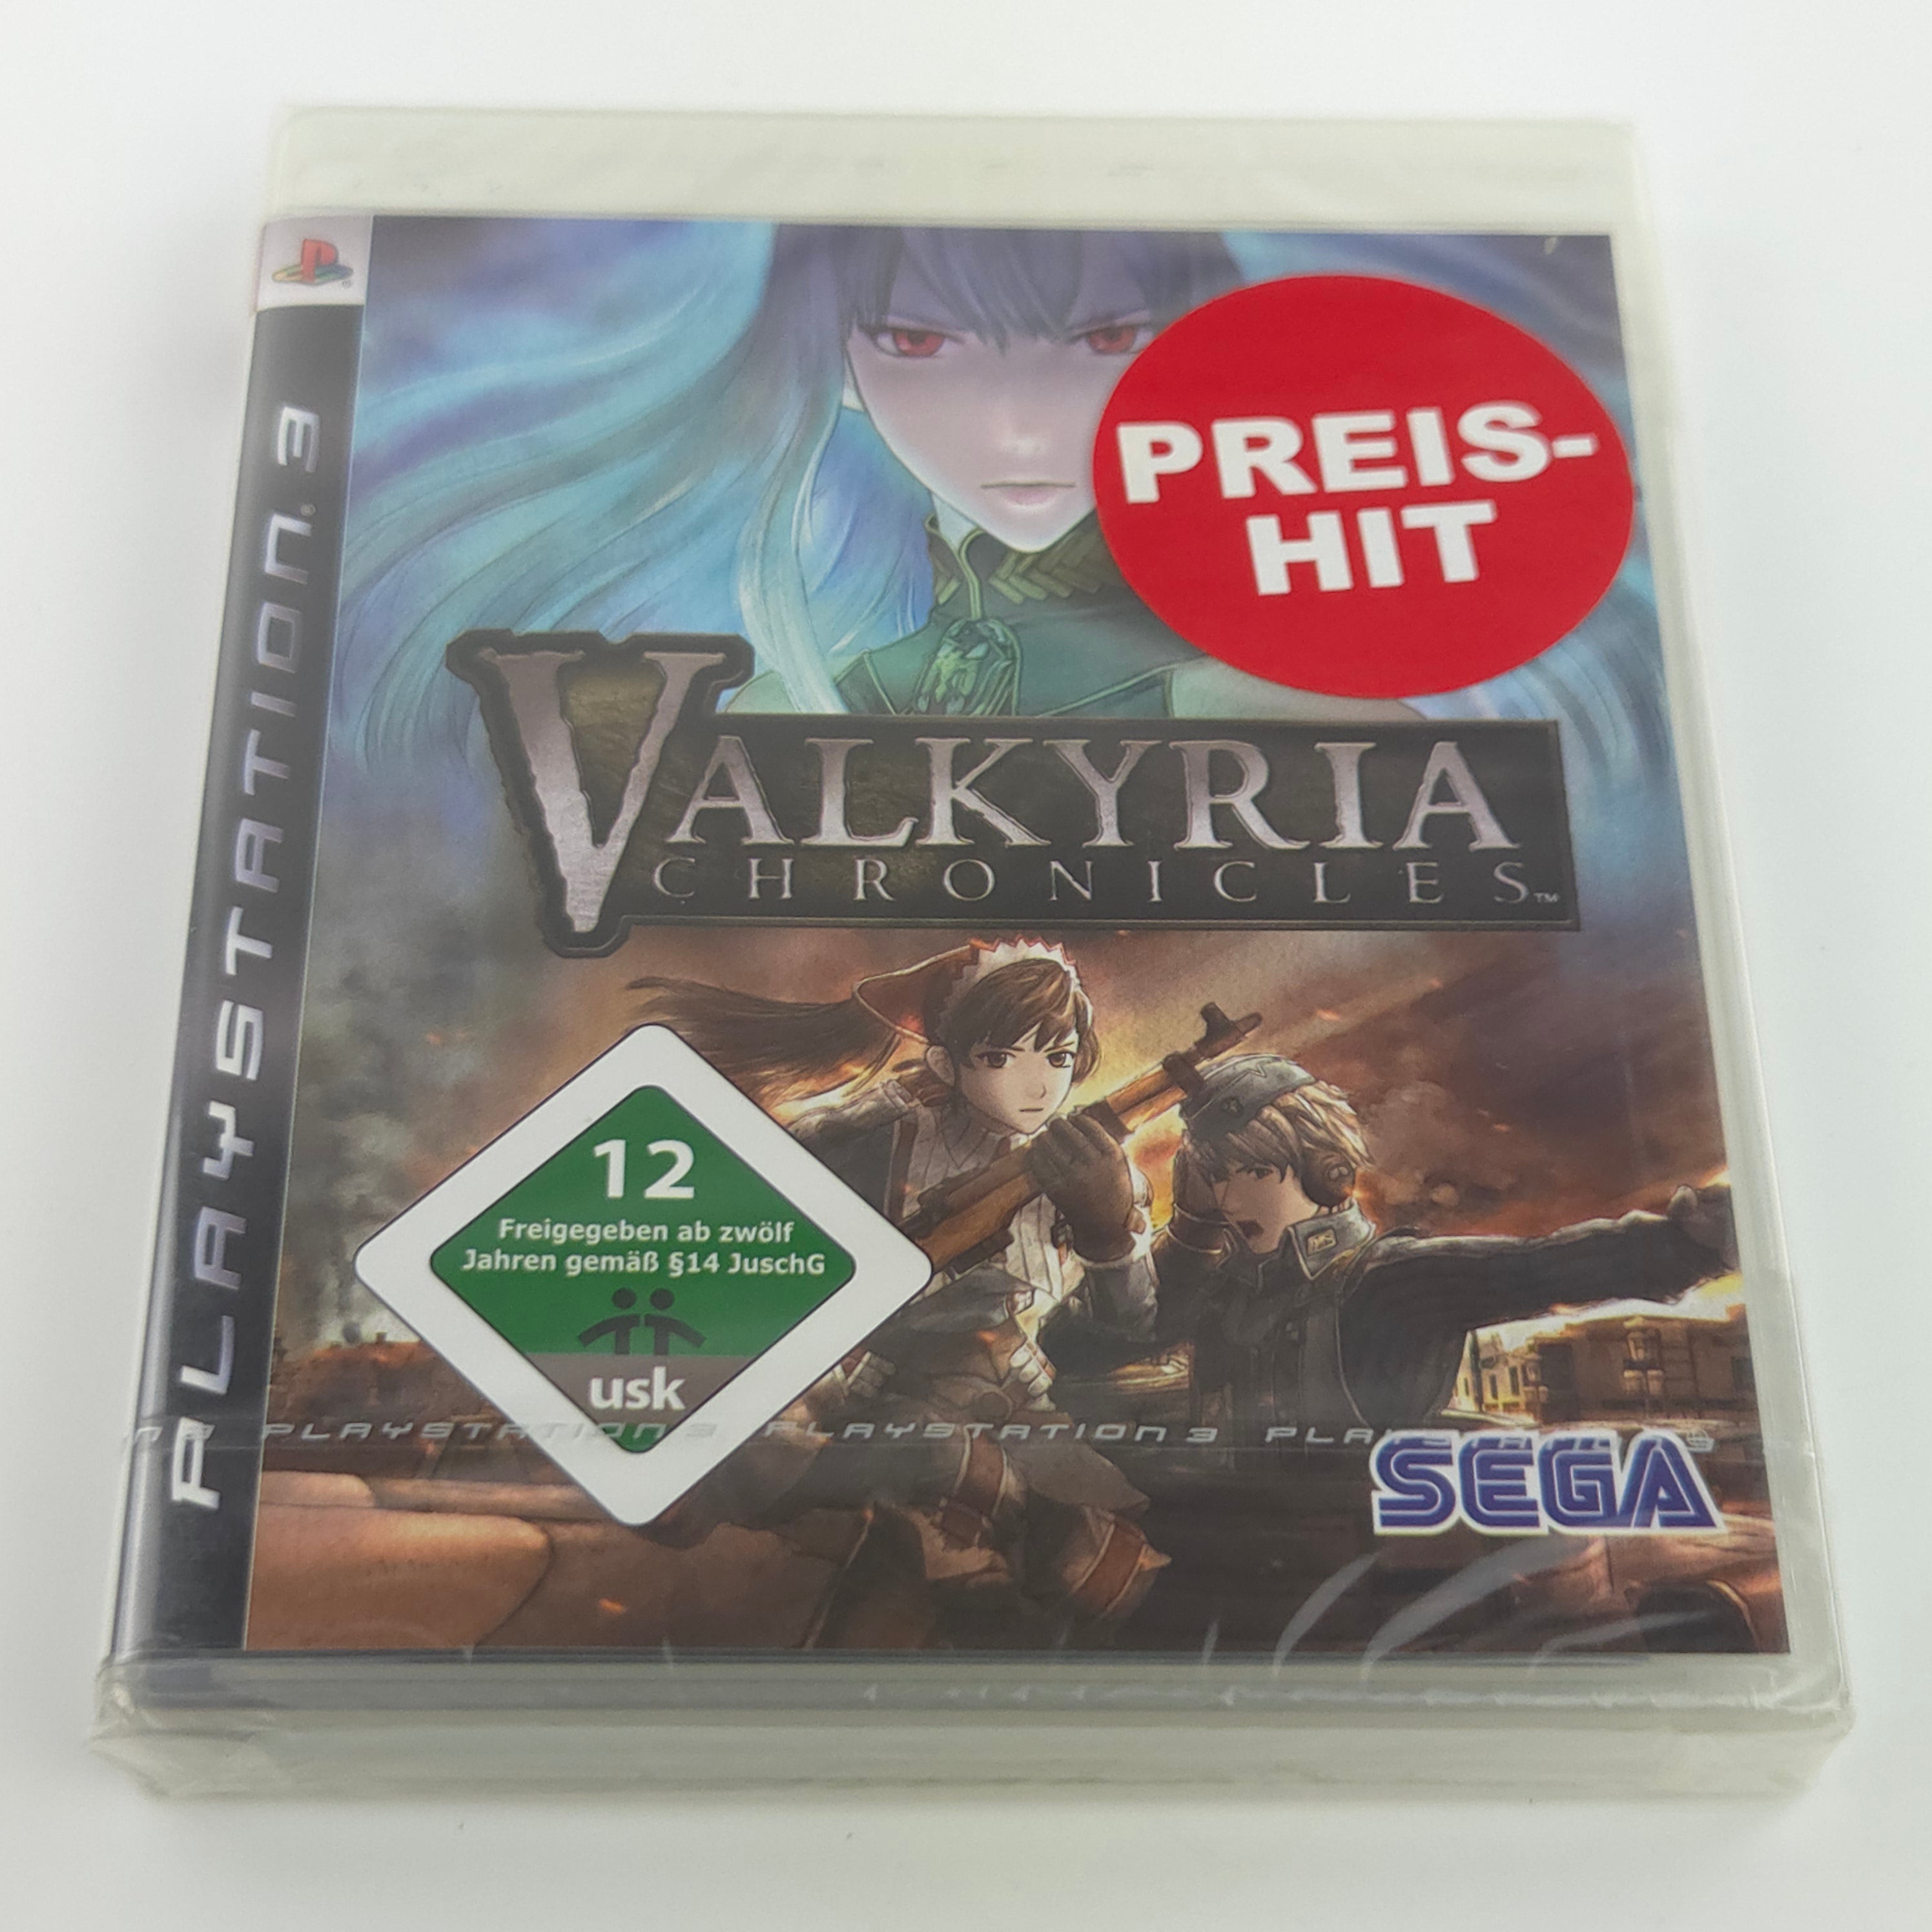 PLAYSTATION 3
PREIS-
HIT
VALKYRIA
CHRONICLES™
12
Freigegeben ab zwölf
Jahren gemäß §14 JuSchG
usk
PLAYSTATION 3 PLAYSTATION 3
SEGA